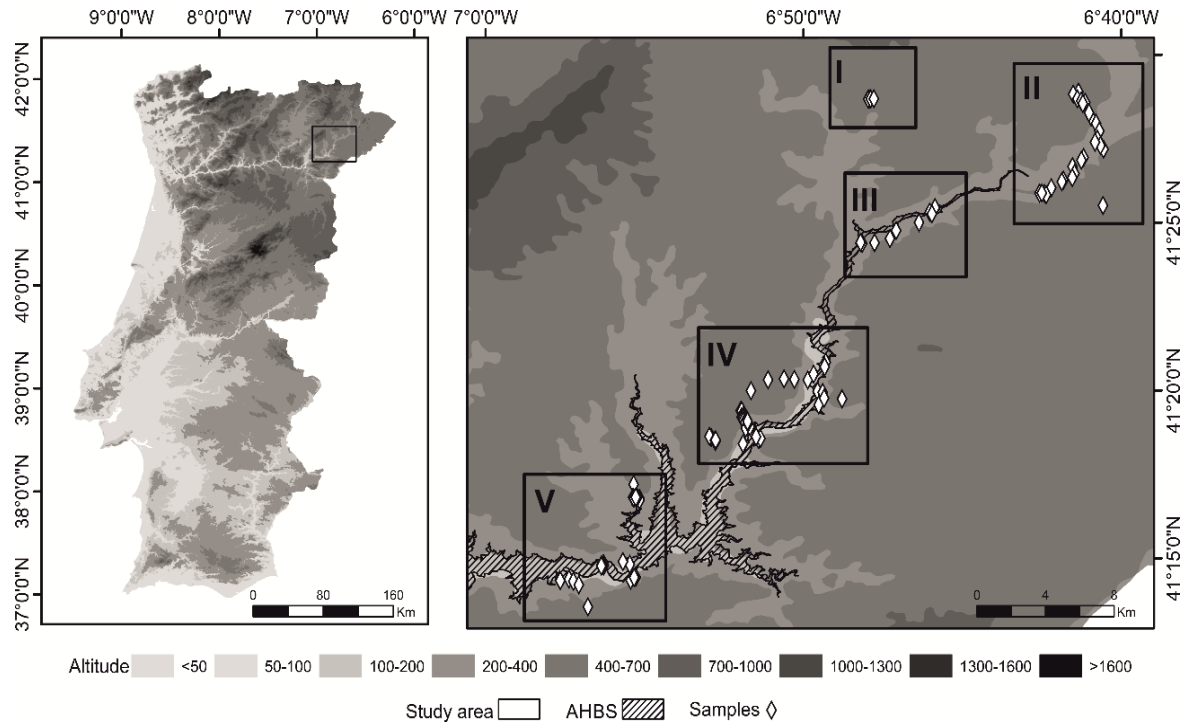 9°0'0"W 8°0'0"W 7°0'0"W 6°0'0"W 7°0'0"W 6°50'0"W 6°40'0"W
42°0'0"N
41°0'0"N
40°0'0"N
39°0'0"N
38°0'0"N
37°0'0"N
0 80 160
Km
I
II
III
IV
V
41°25'0"N
41°20'0"N
41°15'0"N
0 4 8
Km
Altitude <50 50-100 100-200 200-400 400-700 700-1000 1000-1300 1300-1600 >1600
Study area AHBS Samples